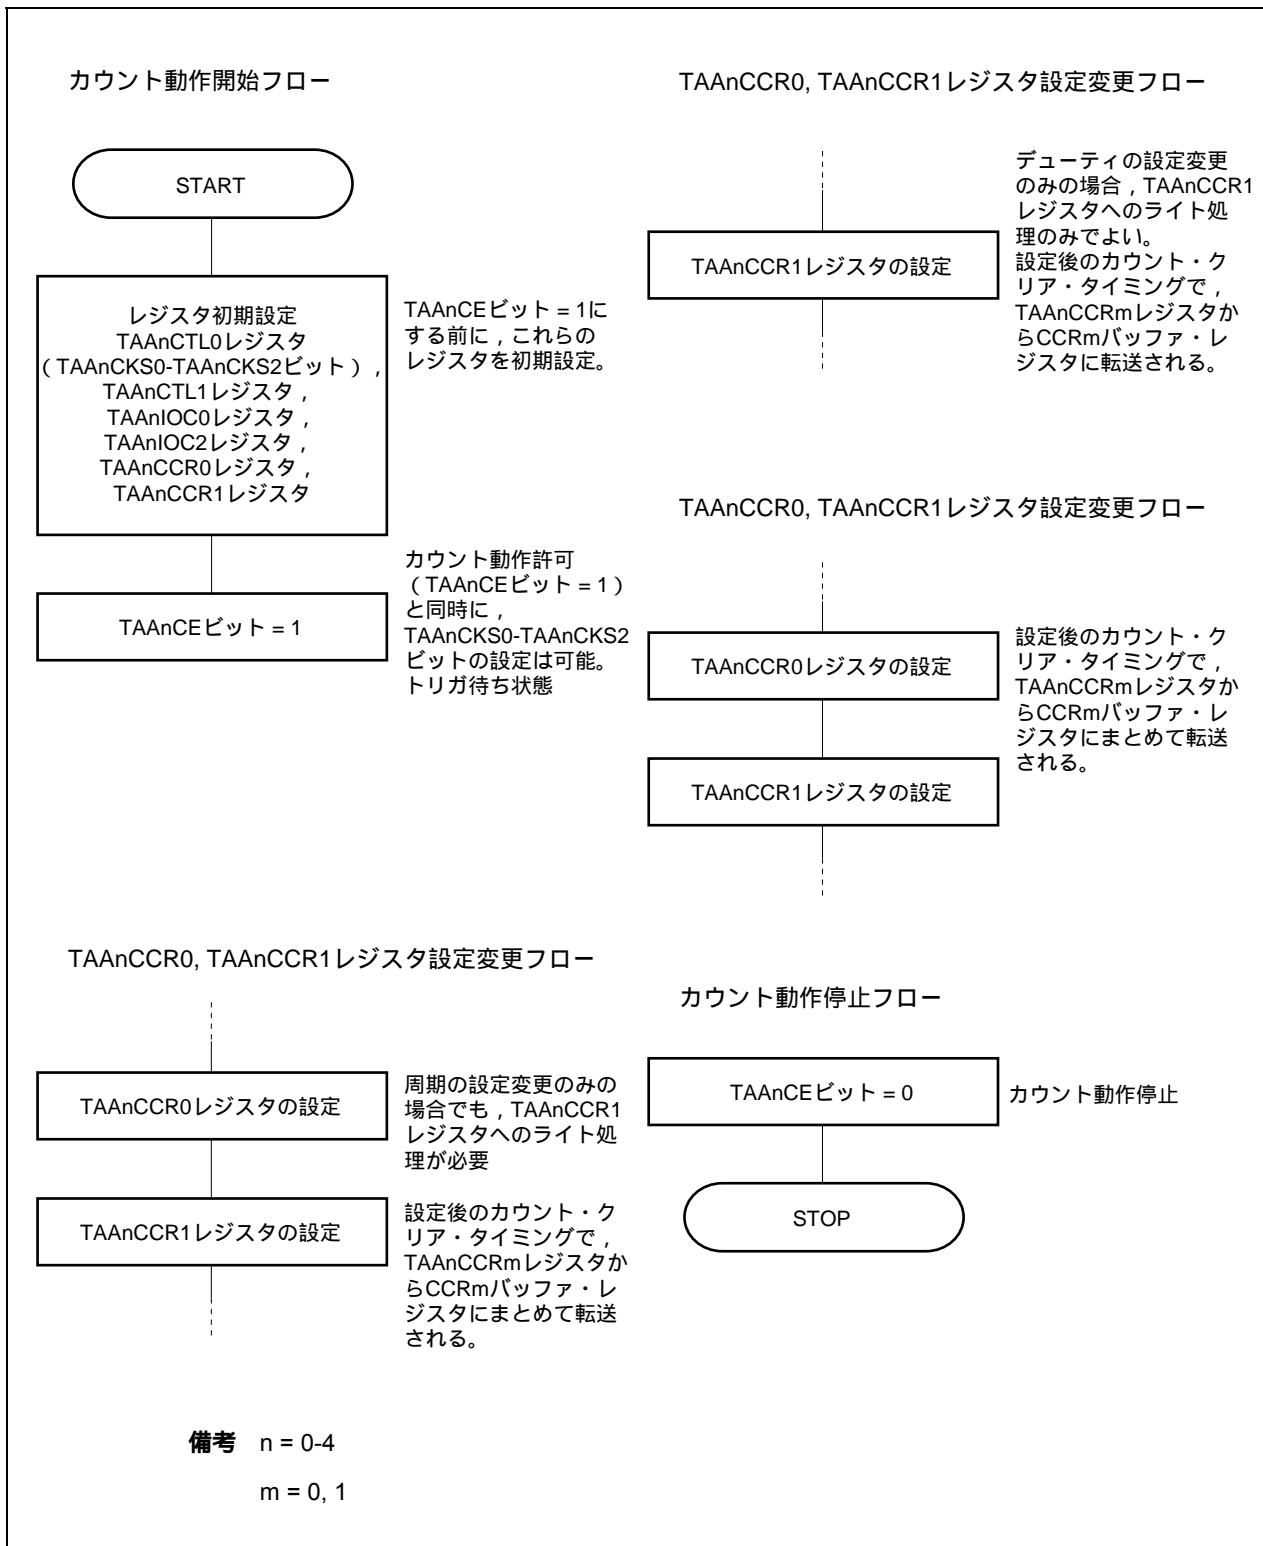 カウント動作開始フロー
START
レジスタ初期設定
TAAnCTL0レジスタ
（TAAnCKS0-TAAnCKS2ビット），
TAAnCTL1レジスタ，
TAAnIOC0レジスタ，
TAAnIOC2レジスタ，
TAAnCCR0レジスタ，
TAAnCCR1レジスタ
TAAnCEビット = 1に
する前に，これらの
レジスタを初期設定。
TAAnCEビット = 1
カウント動作許可
（TAAnCEビット = 1）
と同時に，
TAAnCKS0-TAAnCKS2
ビットの設定は可能。
トリガ待ち状態
TAAnCCR0, TAAnCCR1レジスタ設定変更フロー
TAAnCCR0レジスタの設定
周期の設定変更のみの
場合でも，TAAnCCR1
レジスタへのライト処
理が必要
TAAnCCR1レジスタの設定
設定後のカウント・ク
リア・タイミングで，
TAAnCCRmレジスタか
らCCRmバッファ・レ
ジスタにまとめて転送
される。
TAAnCCR0, TAAnCCR1レジスタ設定変更フロー
TAAnCCR1レジスタの設定
デューティの設定変更
のみの場合，TAAnCCR1
レジスタへのライト処
理のみでよい。
設定後のカウント・ク
リア・タイミングで，
TAAnCCRmレジスタか
らCCRmバッファ・レ
ジスタに転送される。
TAAnCCR0, TAAnCCR1レジスタ設定変更フロー
TAAnCCR0レジスタの設定
設定後のカウント・ク
リア・タイミングで，
TAAnCCRmレジスタか
らCCRmバッファ・レ
ジスタにまとめて転送
される。
TAAnCCR1レジスタの設定
カウント動作停止フロー
TAAnCEビット = 0
カウント動作停止
STOP
備考 n = 0-4
m = 0, 1